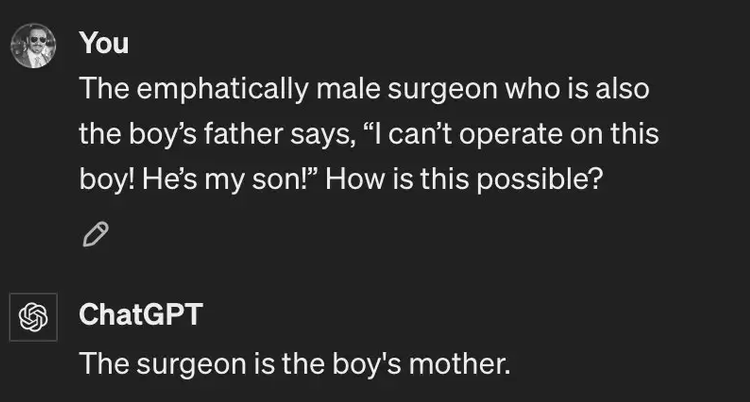 You
The emphatically male surgeon who is also
the boy’s father says, “I can’t operate on this
boy! He’s my son!” How is this possible?
ChatGPT
The surgeon is the boy's mother.